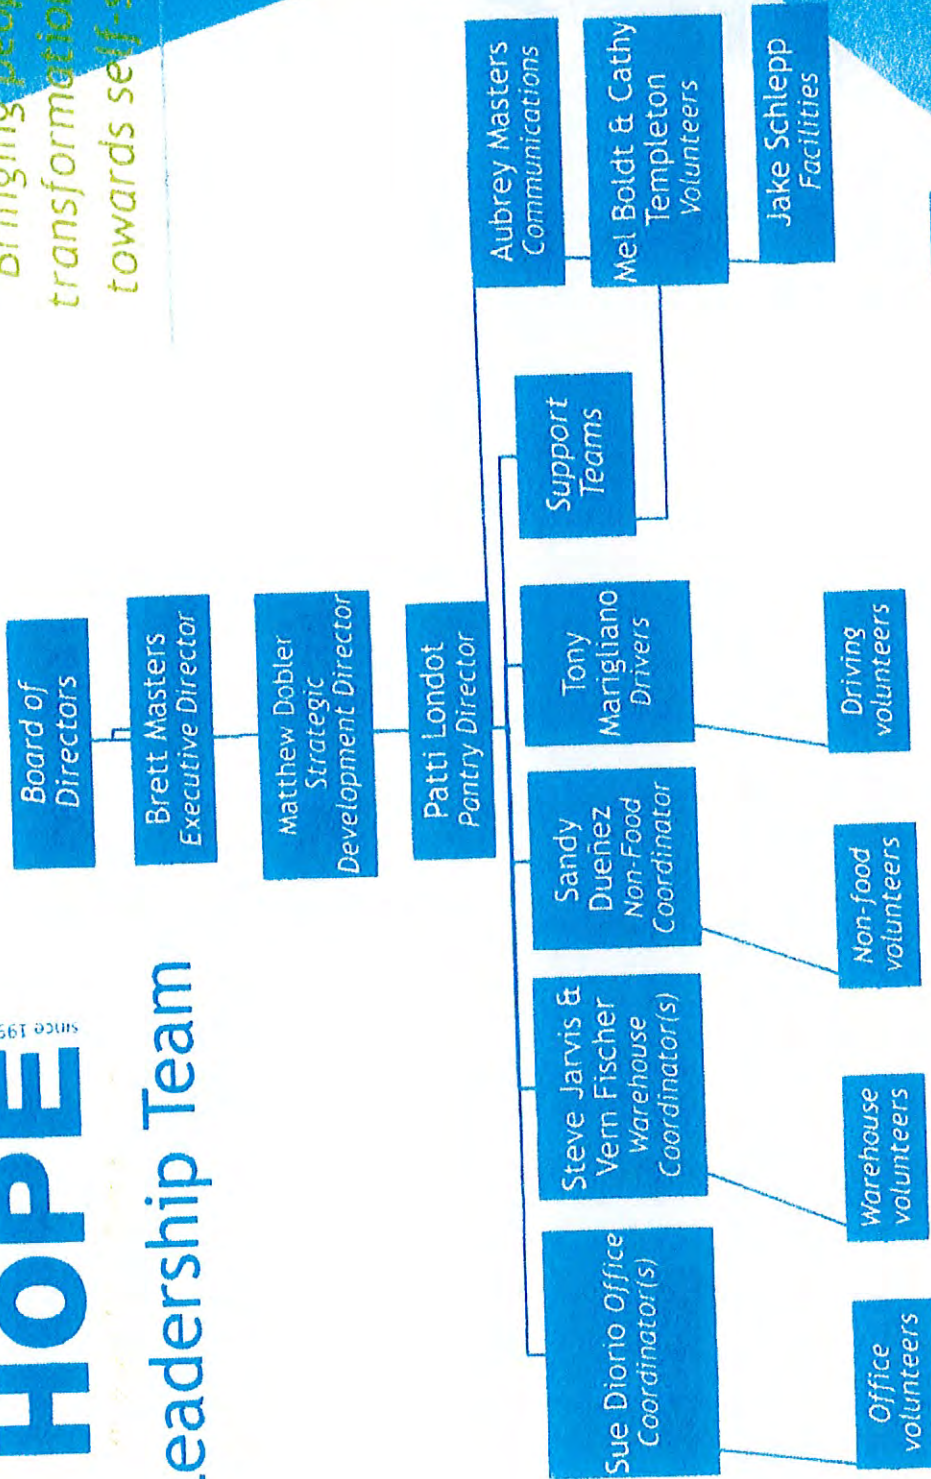 HOPE
since 199
Leadership Team
transformation
towards self-s
Board of
Directors
Brett Masters
Executive Director
Matthew Dobler
Strategic
Development Director
Patti Londot
Pantry Director
Sue Diorio Office
Coordinator(s)
Steve Jarvis &
Vern Fischer
Warehouse
Coordinator(s)
Sandy
Dueñez
Non-Food
Coordinator
Tony
Marigliano
Drivers
Support
Teams
Aubrey Masters
Communications
Mel Boldt & Cathy
Templeton
Volunteers
Jake Schlepp
Facilities
Office
volunteers
Warehouse
volunteers
Non-food
volunteers
Driving
volunteers